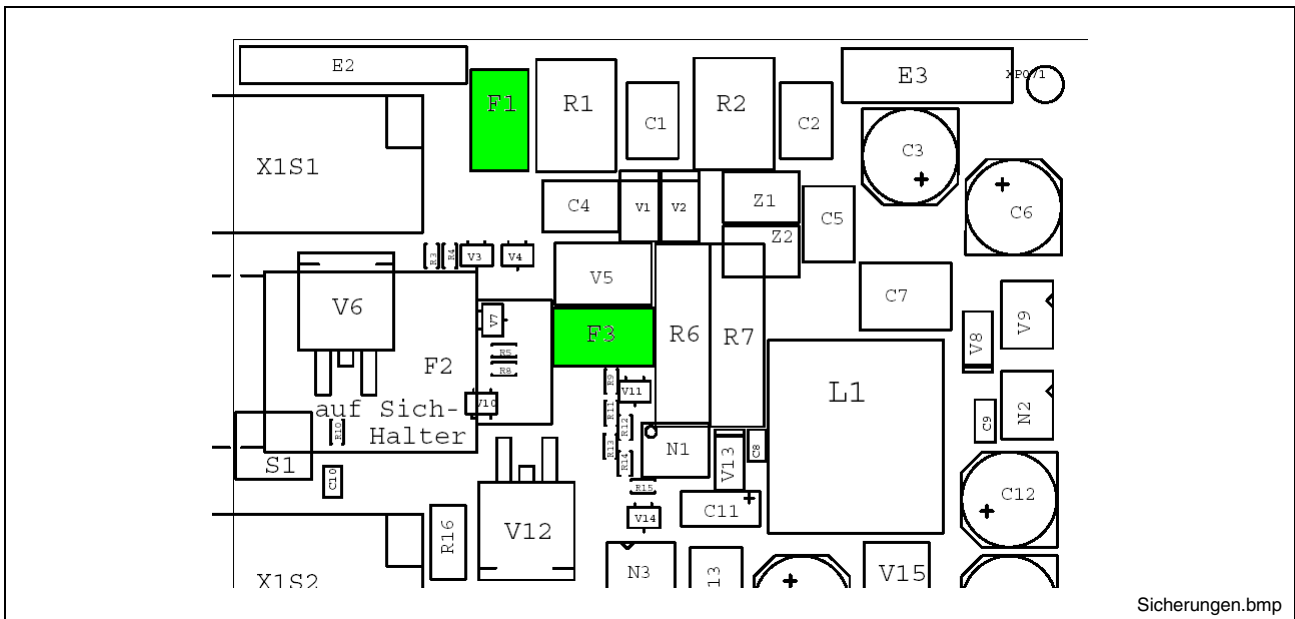 E2
E3
XP071
F1
R1
C1
R2
C2
C3
X1S1
C4
V1
V2
Z1
C5
C6
Z2
R3
R4
V3
V4
V5
C7
V6
V7
F3
R6
R7
V9
V8
R5
R8
F2
R9
V11
L1
V10
auf Sich-
Halter
R11
R12
C9
N2
R10
S1
R13
R14
N1
V13
C8
C10
R15
C11
C12
R16
V12
V14
X1S2
N3
13
V15
Sicherungen.bmp